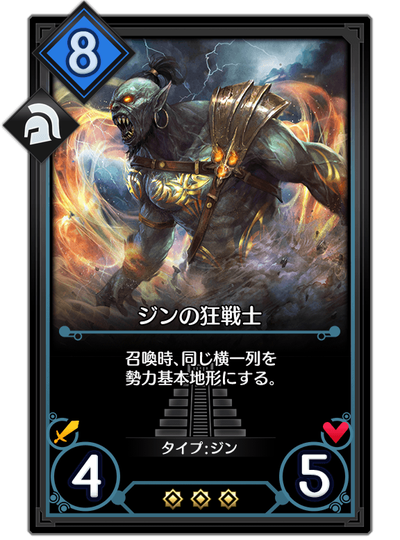 8
ジンの狂戦士
召喚時、同じ横一列を
勢力基本地形にする。
タイプ:ジン
4
5